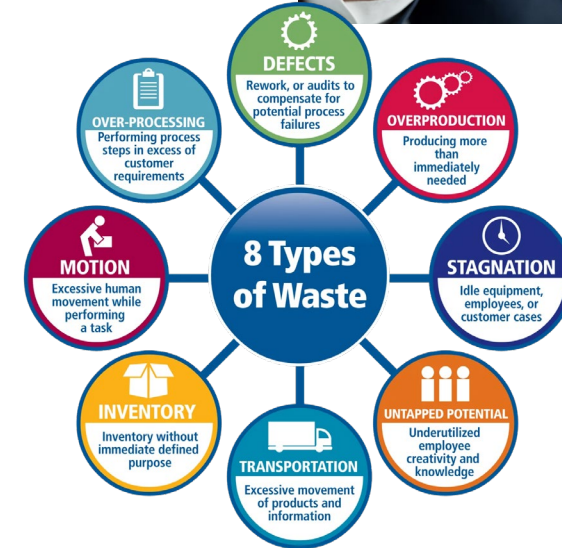 8 Types
of Waste
DEFECTS
Rework, or audits to
compensate for
potential process
failures
OVERPRODUCTION
Producing more
than
immediately
needed
STAGNATION
Idle equipment,
employees, or
customer cases
UNTAPPED POTENTIAL
Underutilized
employee
creativity and
knowledge
TRANSPORTATION
Excessive movement
of products and
information
INVENTORY
Inventory without
immediate defined
purpose
MOTION
Excessive human
movement while
performing
a task
OVER-PROCESSING
Performing process
steps in excess of
customer
requirements